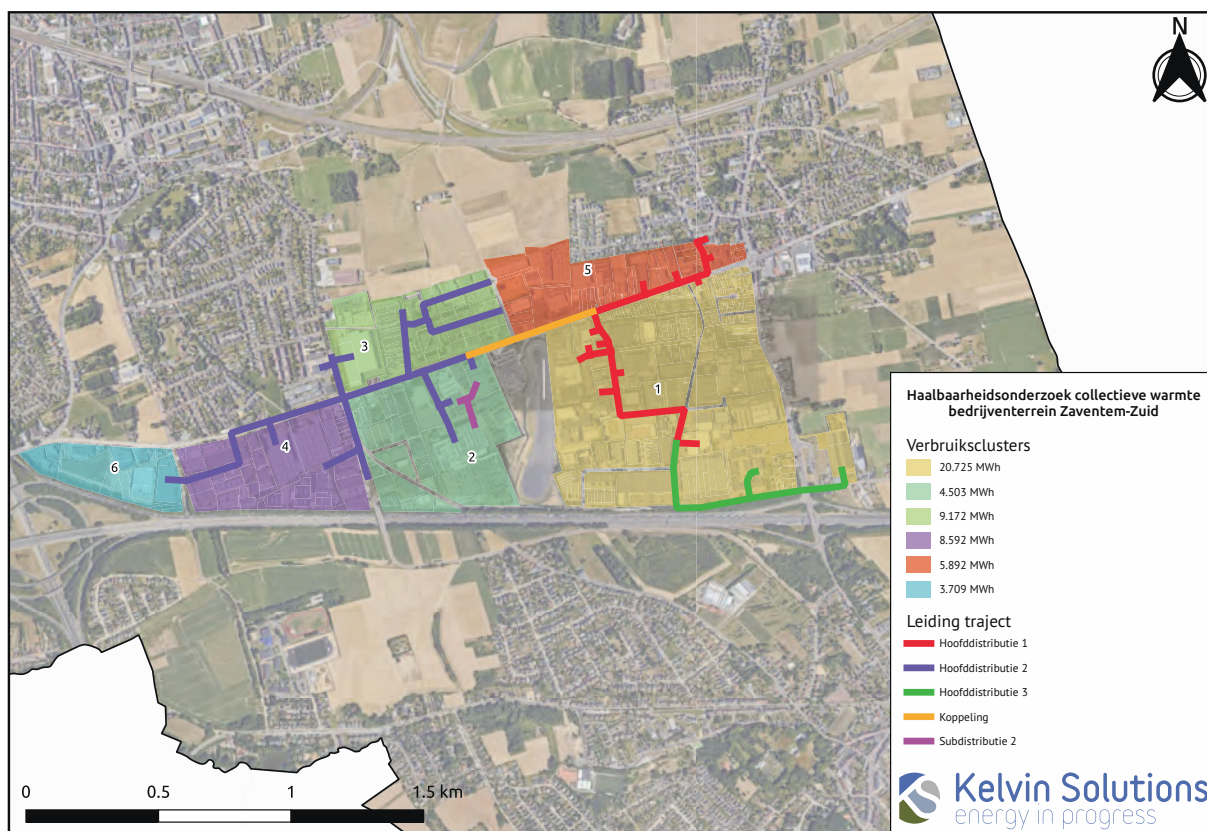 N
5
3
1
4
2
6
Haalbaarheidsonderzoek collectieve warmte
bedrijventerrein Zaventem-Zuid
Verbruiksclusters
20.725 MWh
4.503 MWh
9.172 MWh
8.592 MWh
5.892 MWh
3.709 MWh
Leiding traject
Hoofddistributie 1
Hoofddistributie 2
Hoofddistributie 3
Koppeling
Subdistributie 2
0 0.5 1 1.5 km
Kelvin Solutions
energy in progress